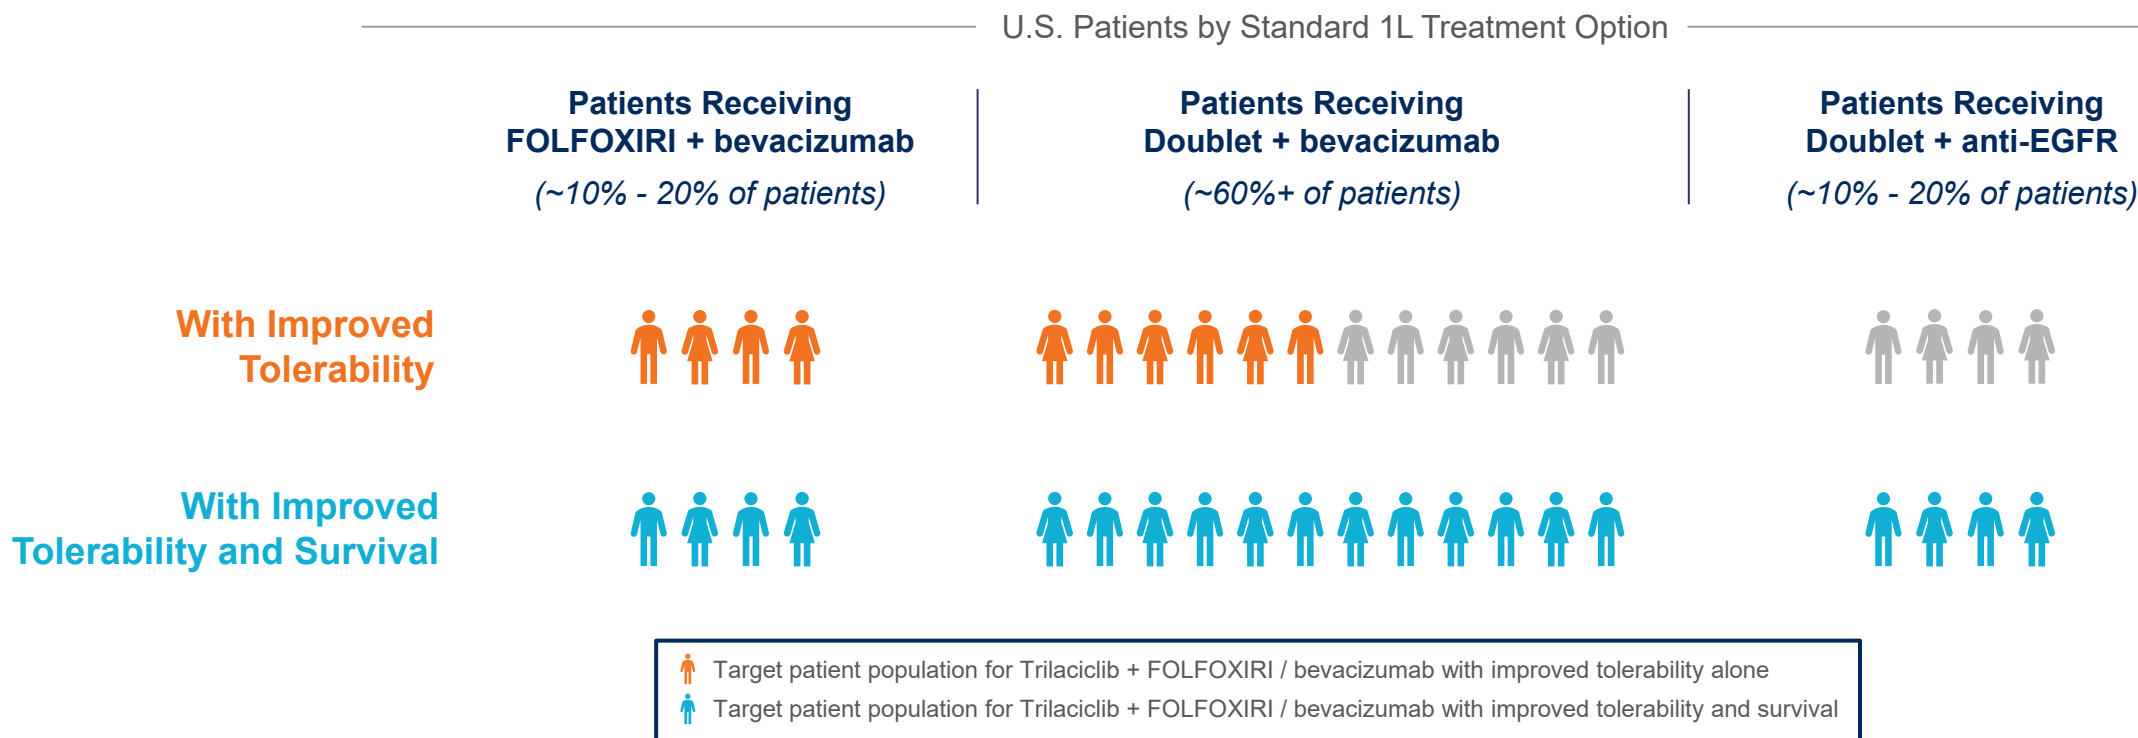 U.S. Patients by Standard 1L Treatment Option
Patients Receiving
FOLFOXIRI + bevacizumab
(~10% - 20% of patients)
Patients Receiving
Doublet + bevacizumab
(~60%+ of patients)
Patients Receiving
Doublet + anti-EGFR
(~10% - 20% of patients)
With Improved
Tolerability
With Improved
Tolerability and Survival
Target patient population for Trilaciclib + FOLFOXIRI / bevacizumab with improved tolerability alone
Target patient population for Trilaciclib + FOLFOXIRI / bevacizumab with improved tolerability and survival